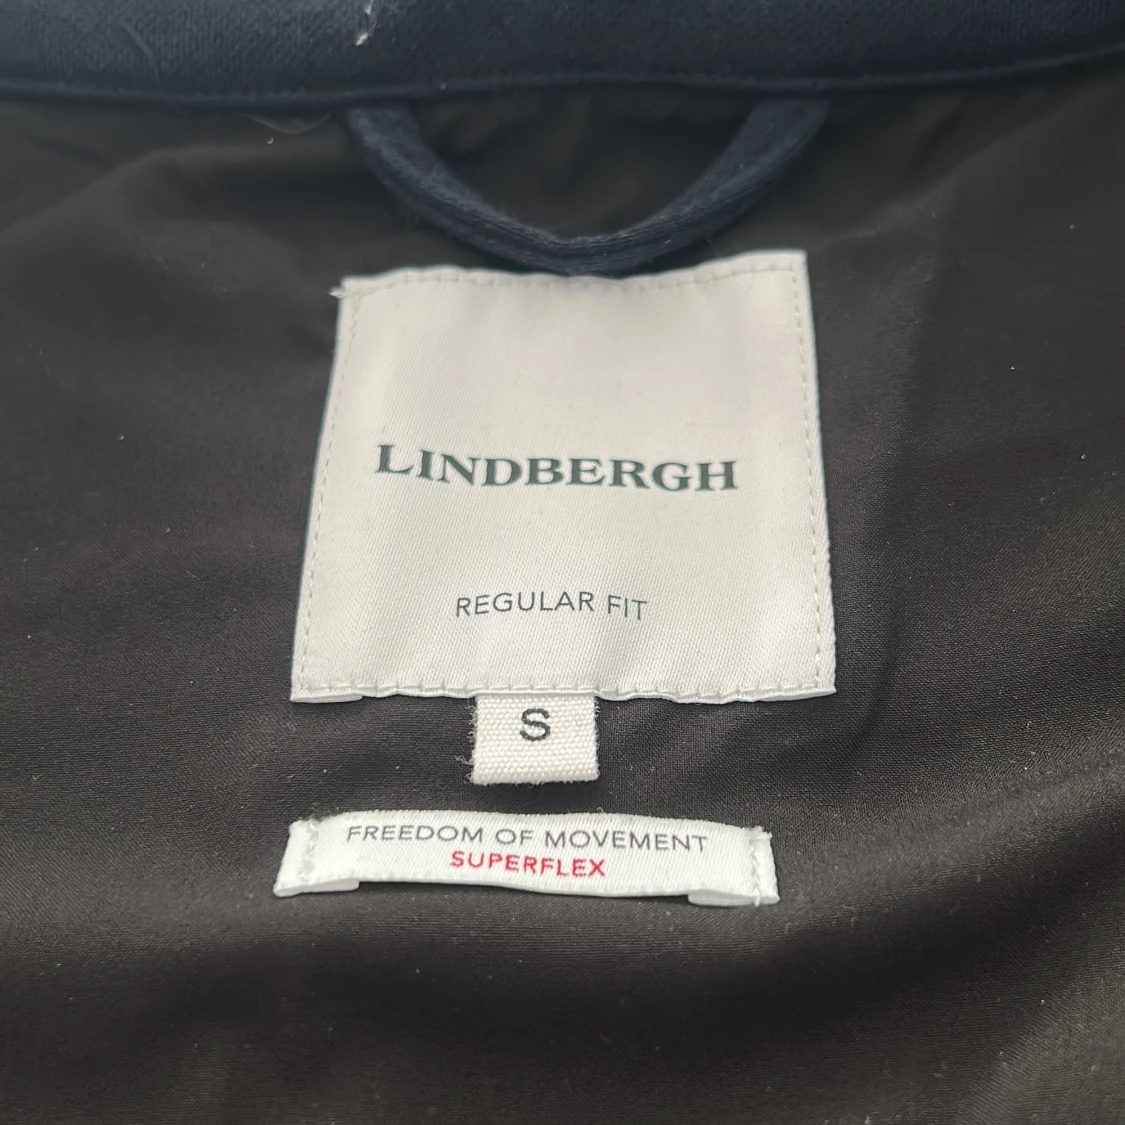 LINDBERGH
REGULAR FIT
S
FREEDOM OF MOVEMENT
SUPERFLEX